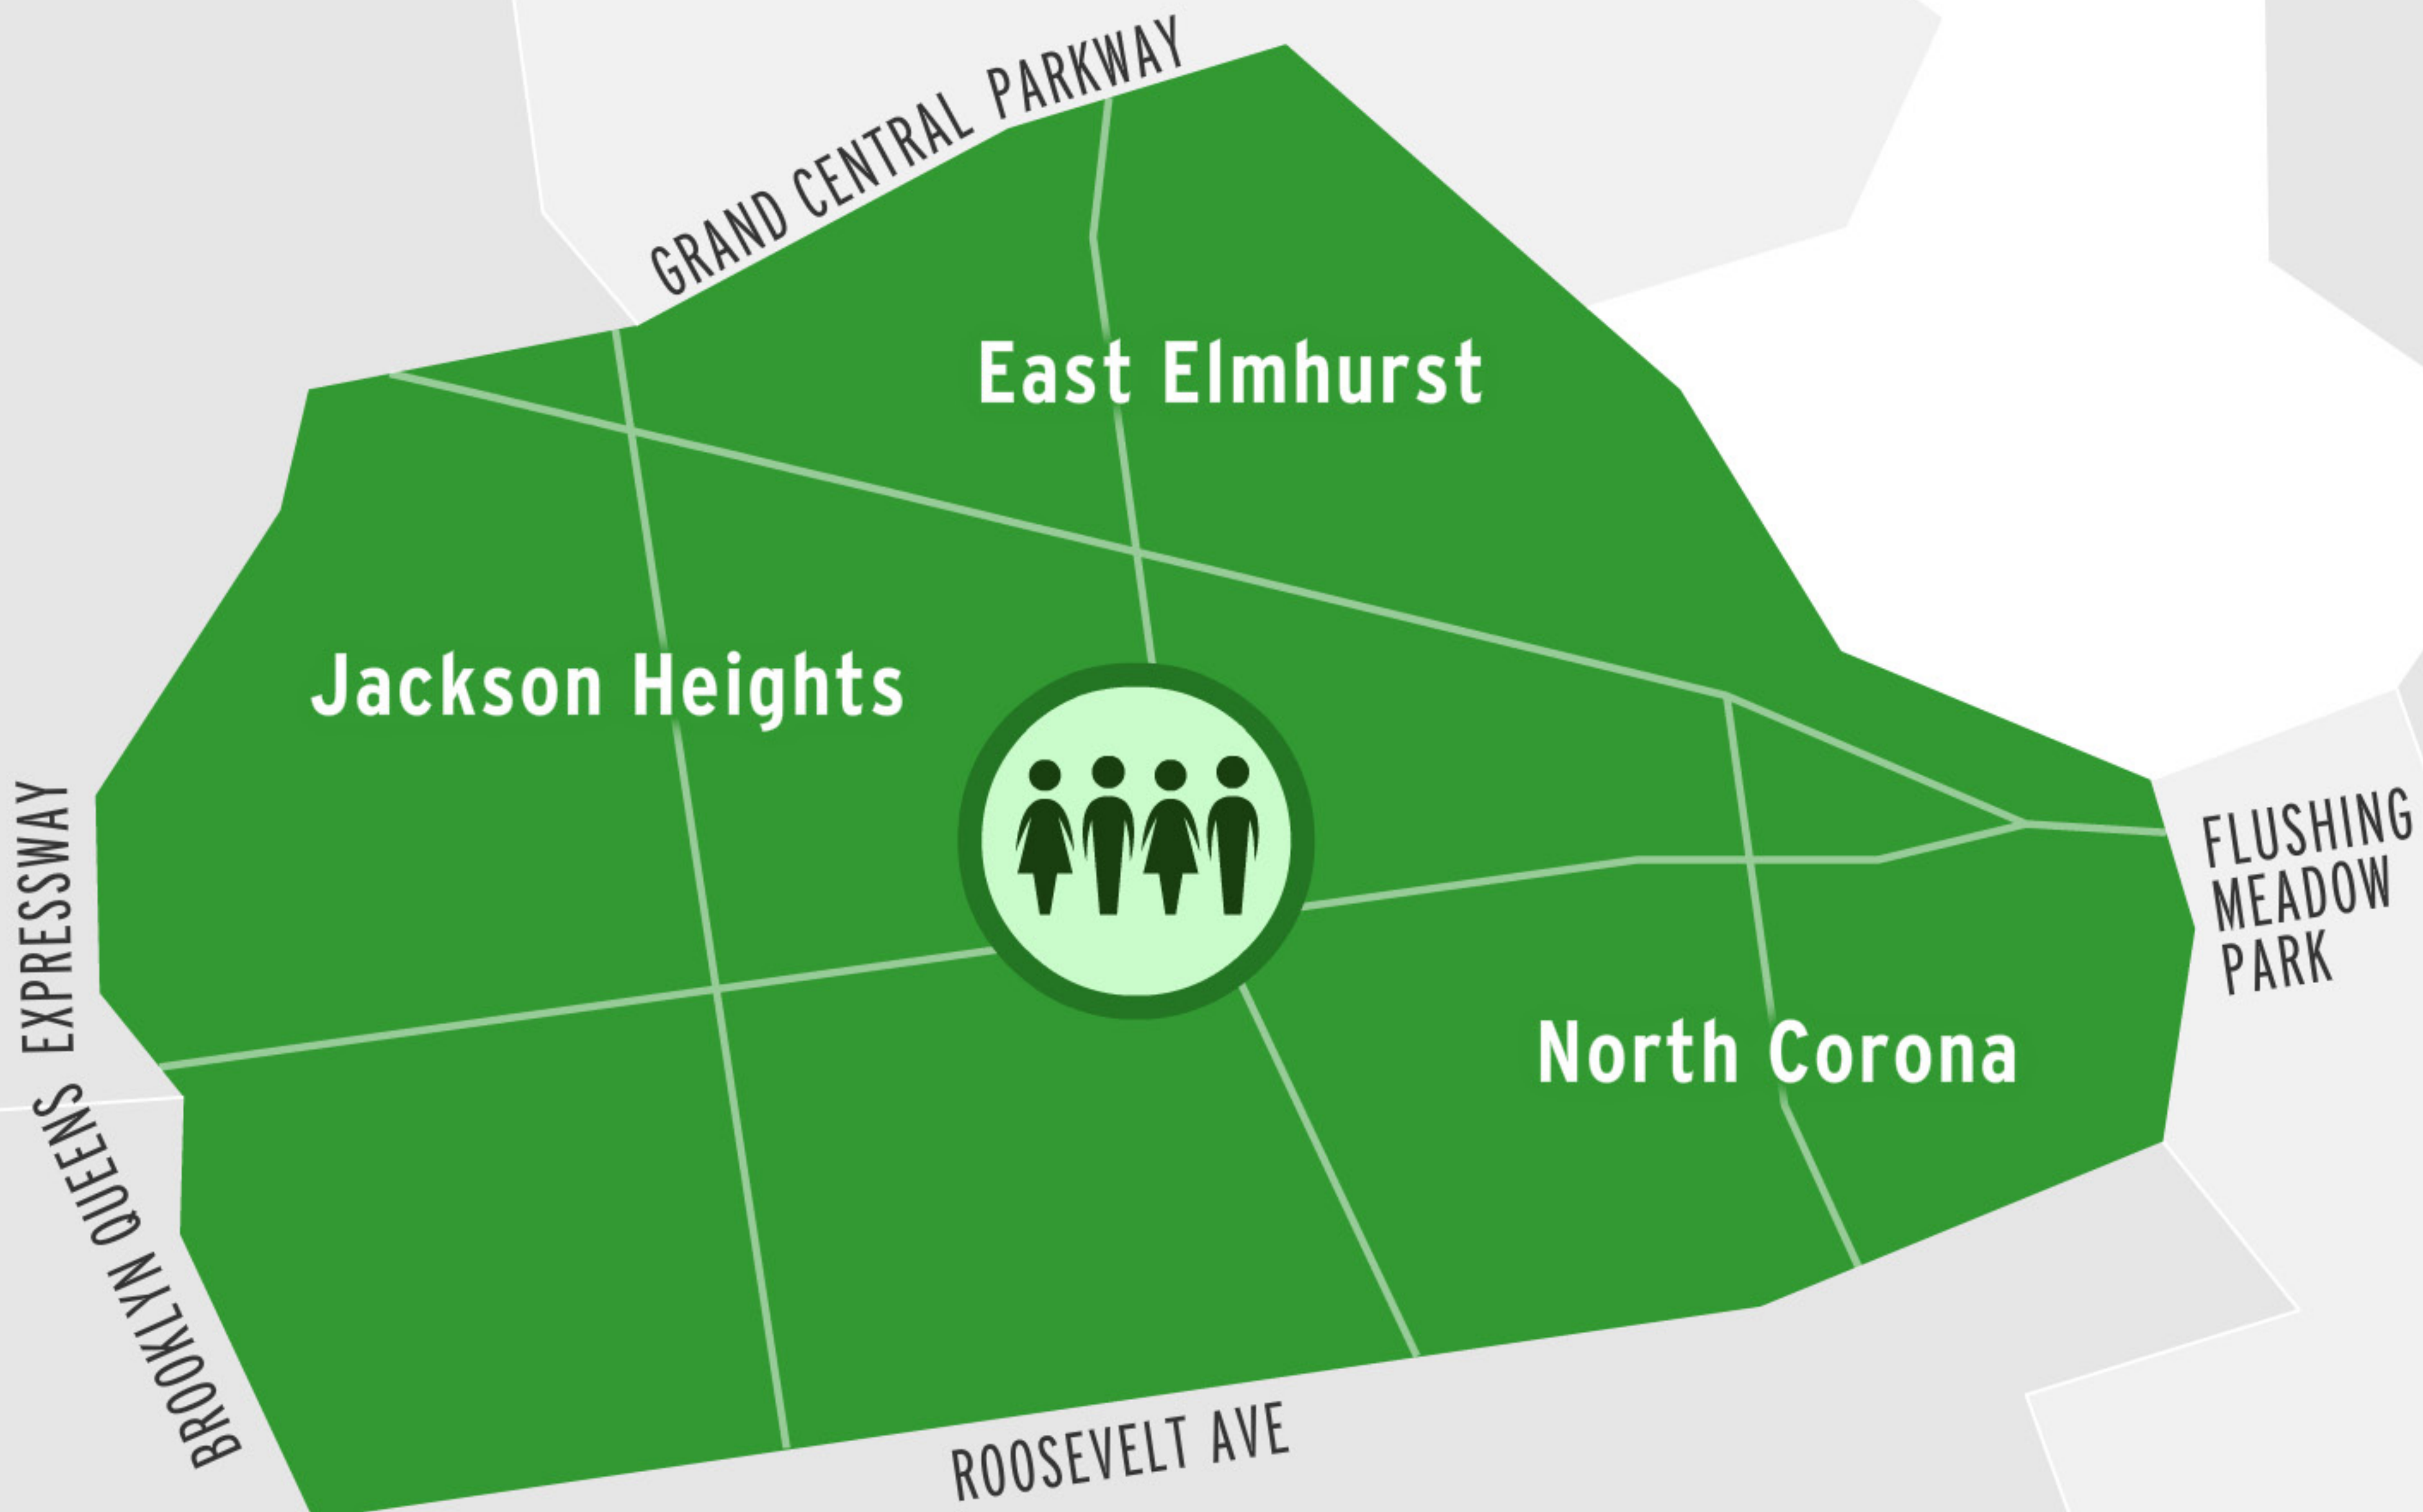 GRAND CENTRAL PARKWAY
East Elmhurst
Jackson Heights
BROOKLYN QUEENS EXPRESSWAY
FLUSHING
MEADOW
PARK
North Corona
ROOSEVELT AVE